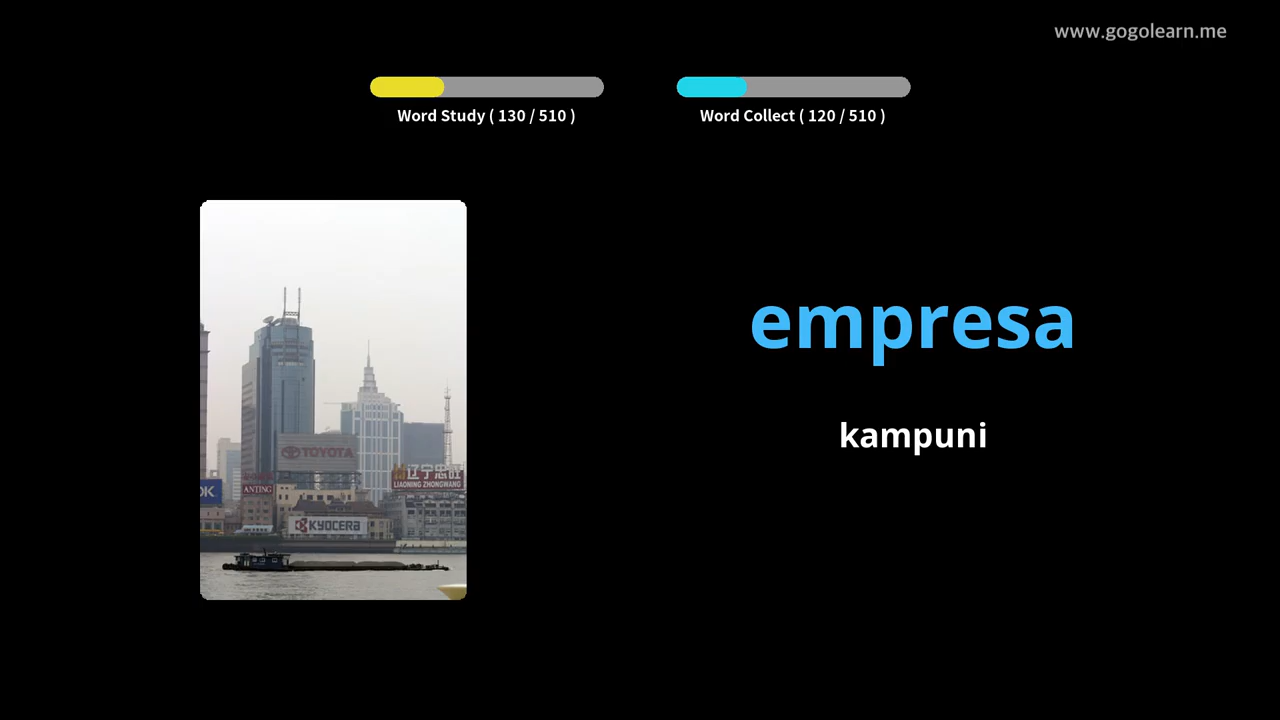 www.gogolearn.me
Word Study ( 130 / 510 )
Word Collect ( 120 / 510 )
empresa
kampuni
TOYOTA
辽宁忠旺
LIAONING ZHONGWANG
ANTING
OK
KYOCERA